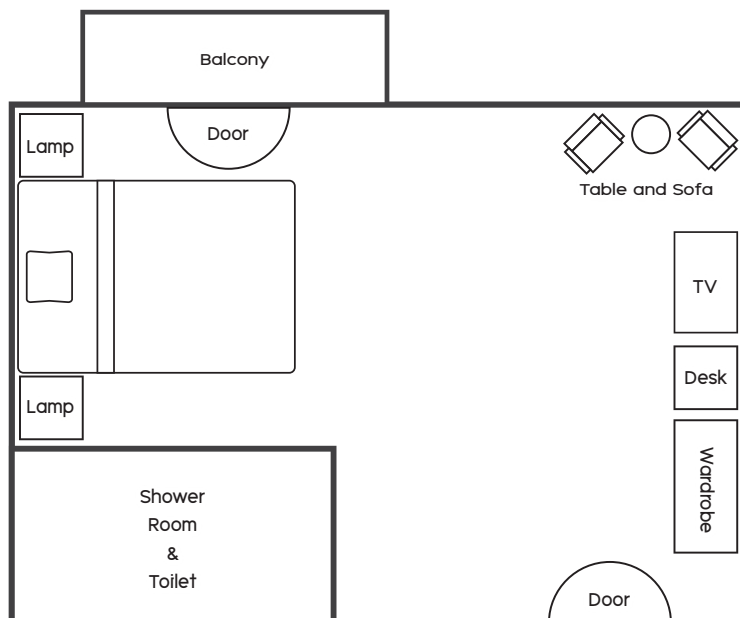 Balcony
Lamp
Door
Table and Sofa
TV
Desk
Lamp
Wardrobe
Shower
Room
&
Toilet
Door